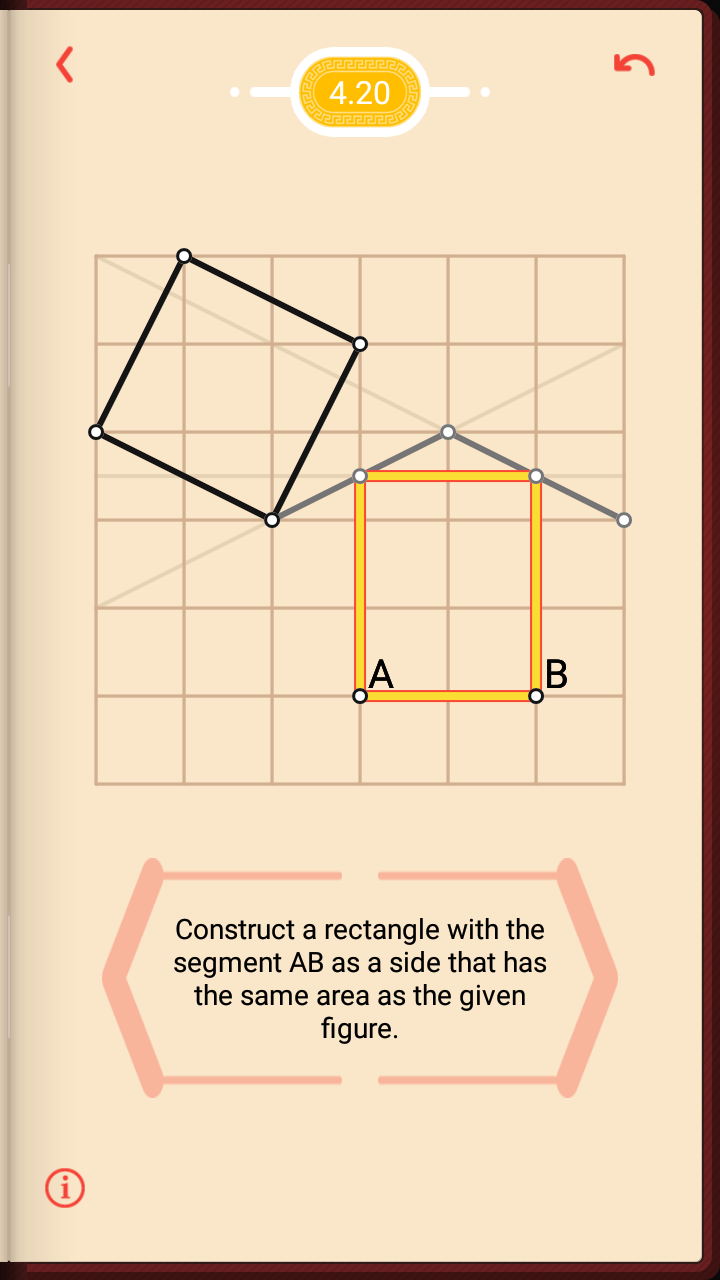 4.20
A
B
Construct a rectangle with the
segment AB as a side that has
the same area as the given
figure.
i